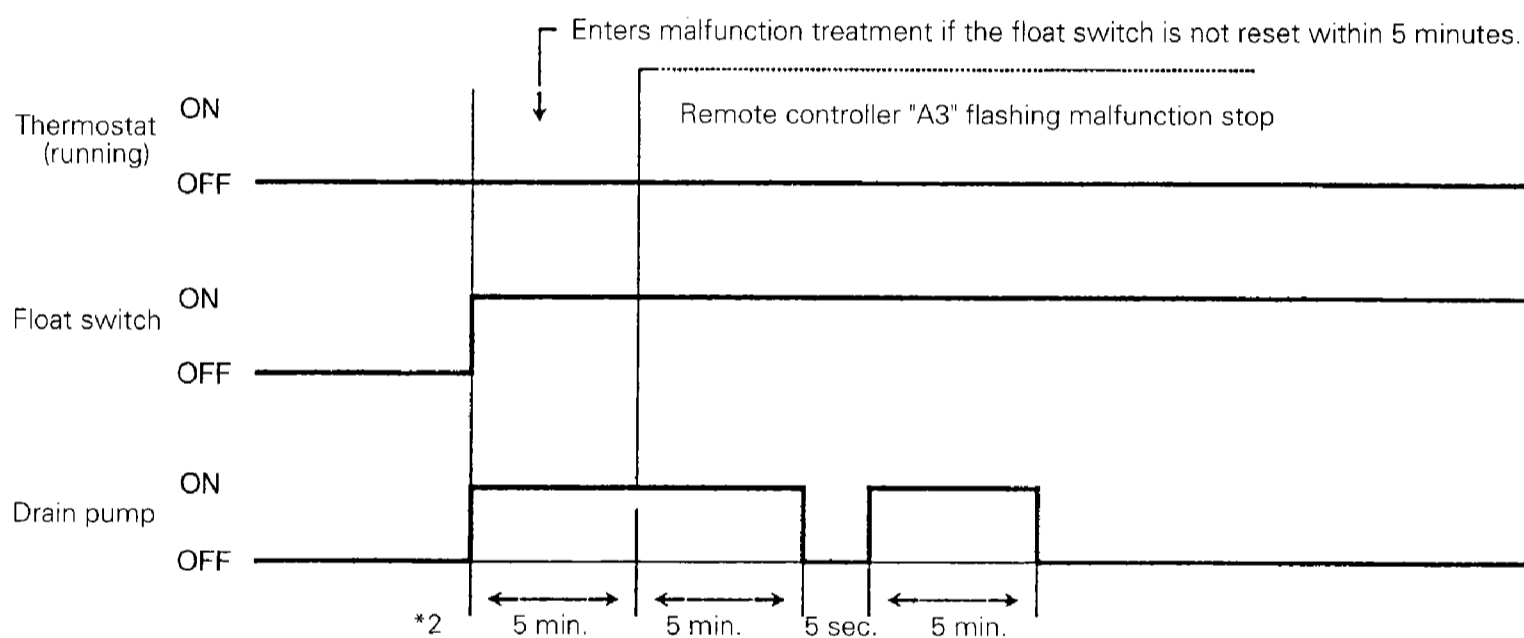 Enters malfunction treatment if the float switch is not reset within 5 minutes.
Remote controller "A3" flashing malfunction stop
Thermostat
(running)
ON
OFF
Float switch
ON
OFF
Drain pump
ON
OFF
*2
5 min.
5 min.
5 sec.
5 min.